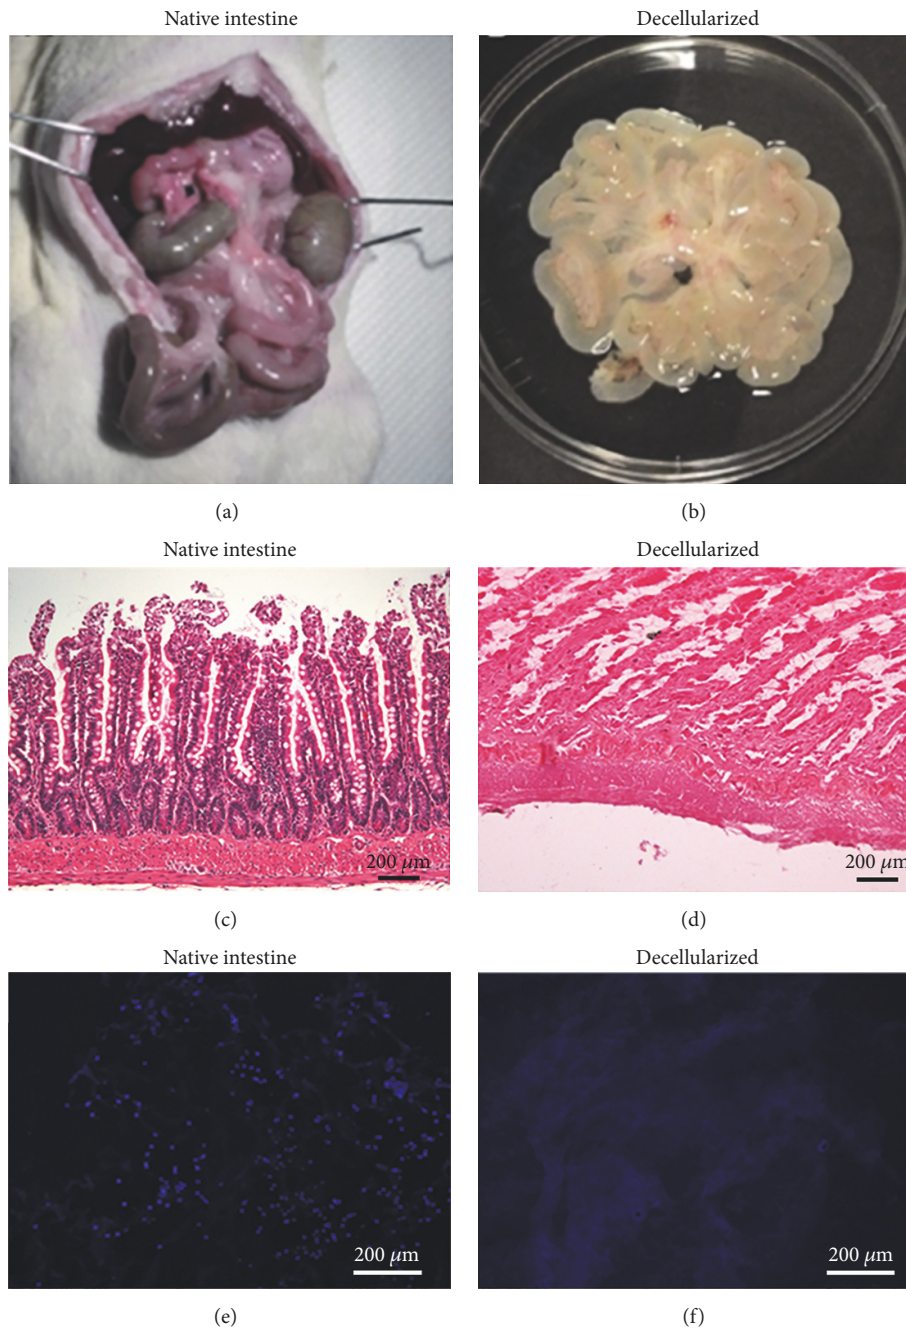 Native intestine
Decellularized
(a)
(b)
Native intestine
Decellularized
200 μm
200 μm
(c)
(d)
Native intestine
Decellularized
200 μm
200 μm
(e)
(f)